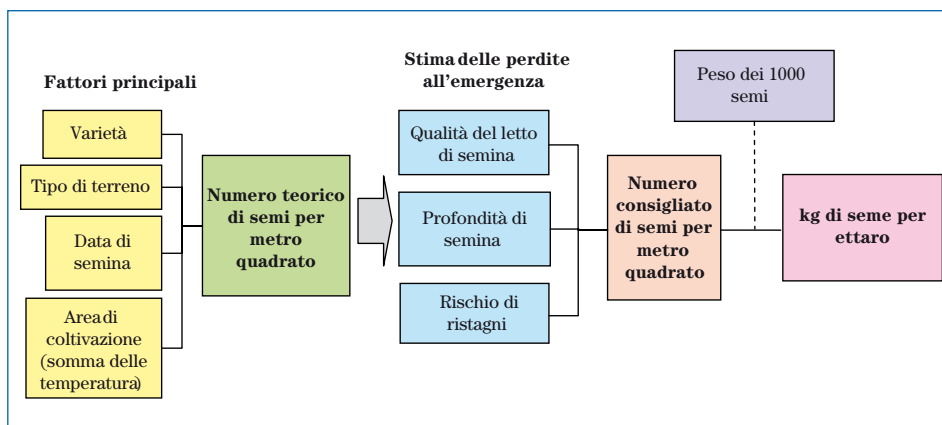 Fattori principali
Varietà
Tipo di terreno
Data di
semina
Area di
coltivazione
(somma delle
temperatura)
Numero teorico
di semi per
metro
quadrato
Stima delle perdite
all'emergenza
Qualità del letto
di semina
Profondità di
semina
Rischio di
ristagni
Numero
consigliato
di semi per
metro
quadrato
Peso dei 1000
semi
kg di seme per
ettaro